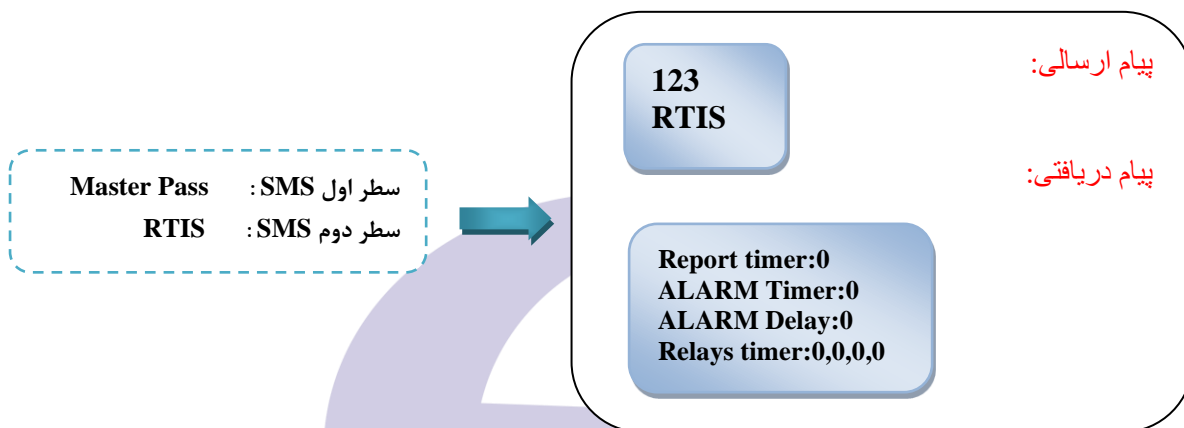 پیام ارسالی:
123
RTIS
سطر اول SMS : Master Pass
سطر دوم SMS : RTIS
پیام دریافتی:
Report timer:0
ALARM Timer:0
ALARM Delay:0
Relays timer:0,0,0,0